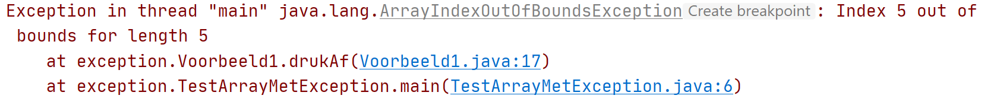 Exception in thread "main" java.lang.ArrayIndexOutOfBoundsException Create breakpoint : Index 5 out of
bounds for length 5
at exception.Voorbeeld1.drukAf(Voorbeeld1.java:17)
at exception.TestArrayMetException.main(TestArrayMetException.java:6)